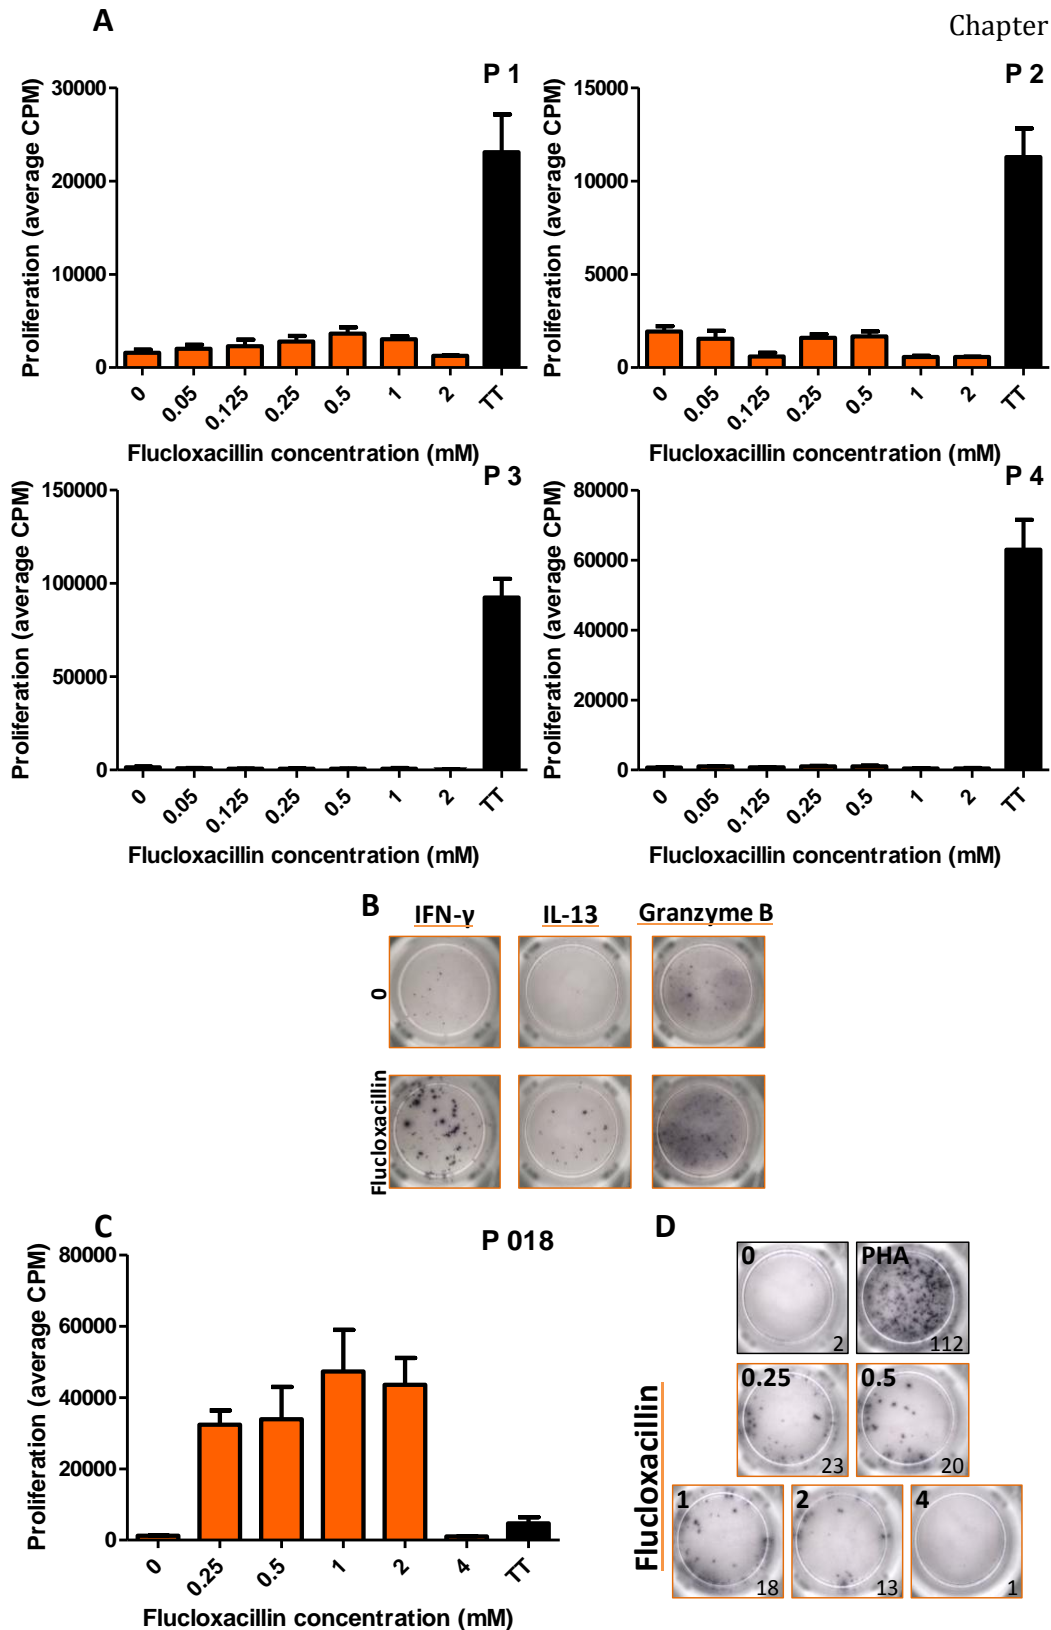 A
Chapter
P 1
Proliferation (average CPM)
30000
20000
10000
0
0 0.05 0.125 0.25 0.5 1 2 TT
Flucloxacillin concentration (mM)
P 2
Proliferation (average CPM)
15000
10000
5000
0
0 0.05 0.125 0.25 0.5 1 2 TT
Flucloxacillin concentration (mM)
P 3
Proliferation (average CPM)
150000
100000
50000
0
0 0.05 0.125 0.25 0.5 1 2 TT
Flucloxacillin concentration (mM)
P 4
Proliferation (average CPM)
80000
60000
40000
20000
0
0 0.05 0.125 0.25 0.5 1 2 TT
Flucloxacillin concentration (mM)
B
IFN-γ IL-13 Granzyme B
0
Flucloxacillin
C
P 018
Proliferation (average CPM)
80000
60000
40000
20000
0
0 0.25 0.5 1 2 4 TT
Flucloxacillin concentration (mM)
D
0 PHA
2 112
Flucloxacillin
0.25 0.5
23 20
1 2 4
18 13 1